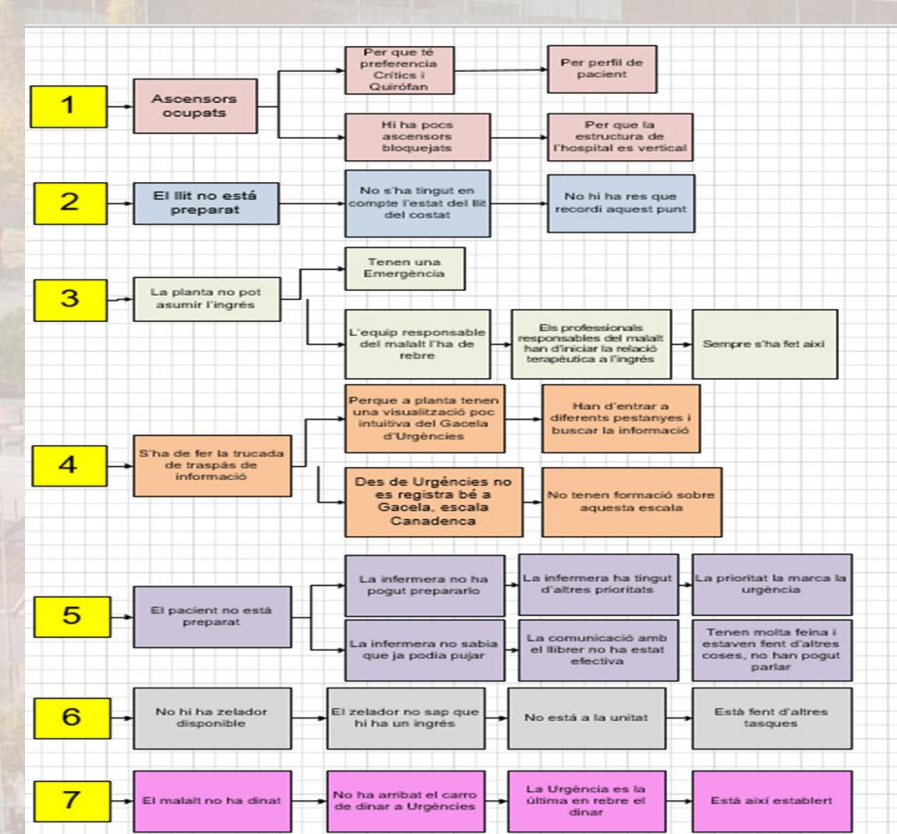 1
Ascensors
ocupats
Per que té
preferencia
Crítics i
Quirófan
Per perfil de
pacient
Hi ha pocs
ascensors
bloquejats
Per que la
estructura de
l'hospital es vertical
2
El llit no está
preparat
No s'ha tingut en
compte l'estat del llit
del costat
No hi ha res que
recordi aquest punt
3
La planta no pot
asumir l'ingrés
Tenen una
Emergència
L'equip responsable
del malalt l'ha de
rebre
Els professionals
responsables del malalt
han d'iniciar la relació
terapèutica a l'ingrés
Sempre s'ha fet així
4
S'ha de fer la trucada
de traspás de
informació
Perque a planta tenen
una visualització poc
intuitiva del Gacela
d'Urgències
Han d'entrar a
diferents pestanyes i
buscar la informació
Des de Urgències no
es registra bé a
Gacela, escala
Canadenca
No tenen formació sobre
aquesta escala
5
El pacient no está
preparat
La infermera no ha
pogut prepararlo
La infermera ha tingut
d'altres prioritats
La prioritat la marca la
urgència
La infermera no sabia
que ja podia pujar
La comunicació amb
el llibrer no ha estat
efectiva
Tenen molta feina i
estaven fent d'altres
coses, no han pogut
parlar
6
No hi ha zelador
disponible
El zelador no sap que
hi ha un ingrés
No está a la unitat
Està fent d'altres
tasques
7
El malalt no ha dinat
No ha arribat el carro
de dinar a Urgències
La Urgència es la
última en rebre el
dinar
Está així establert